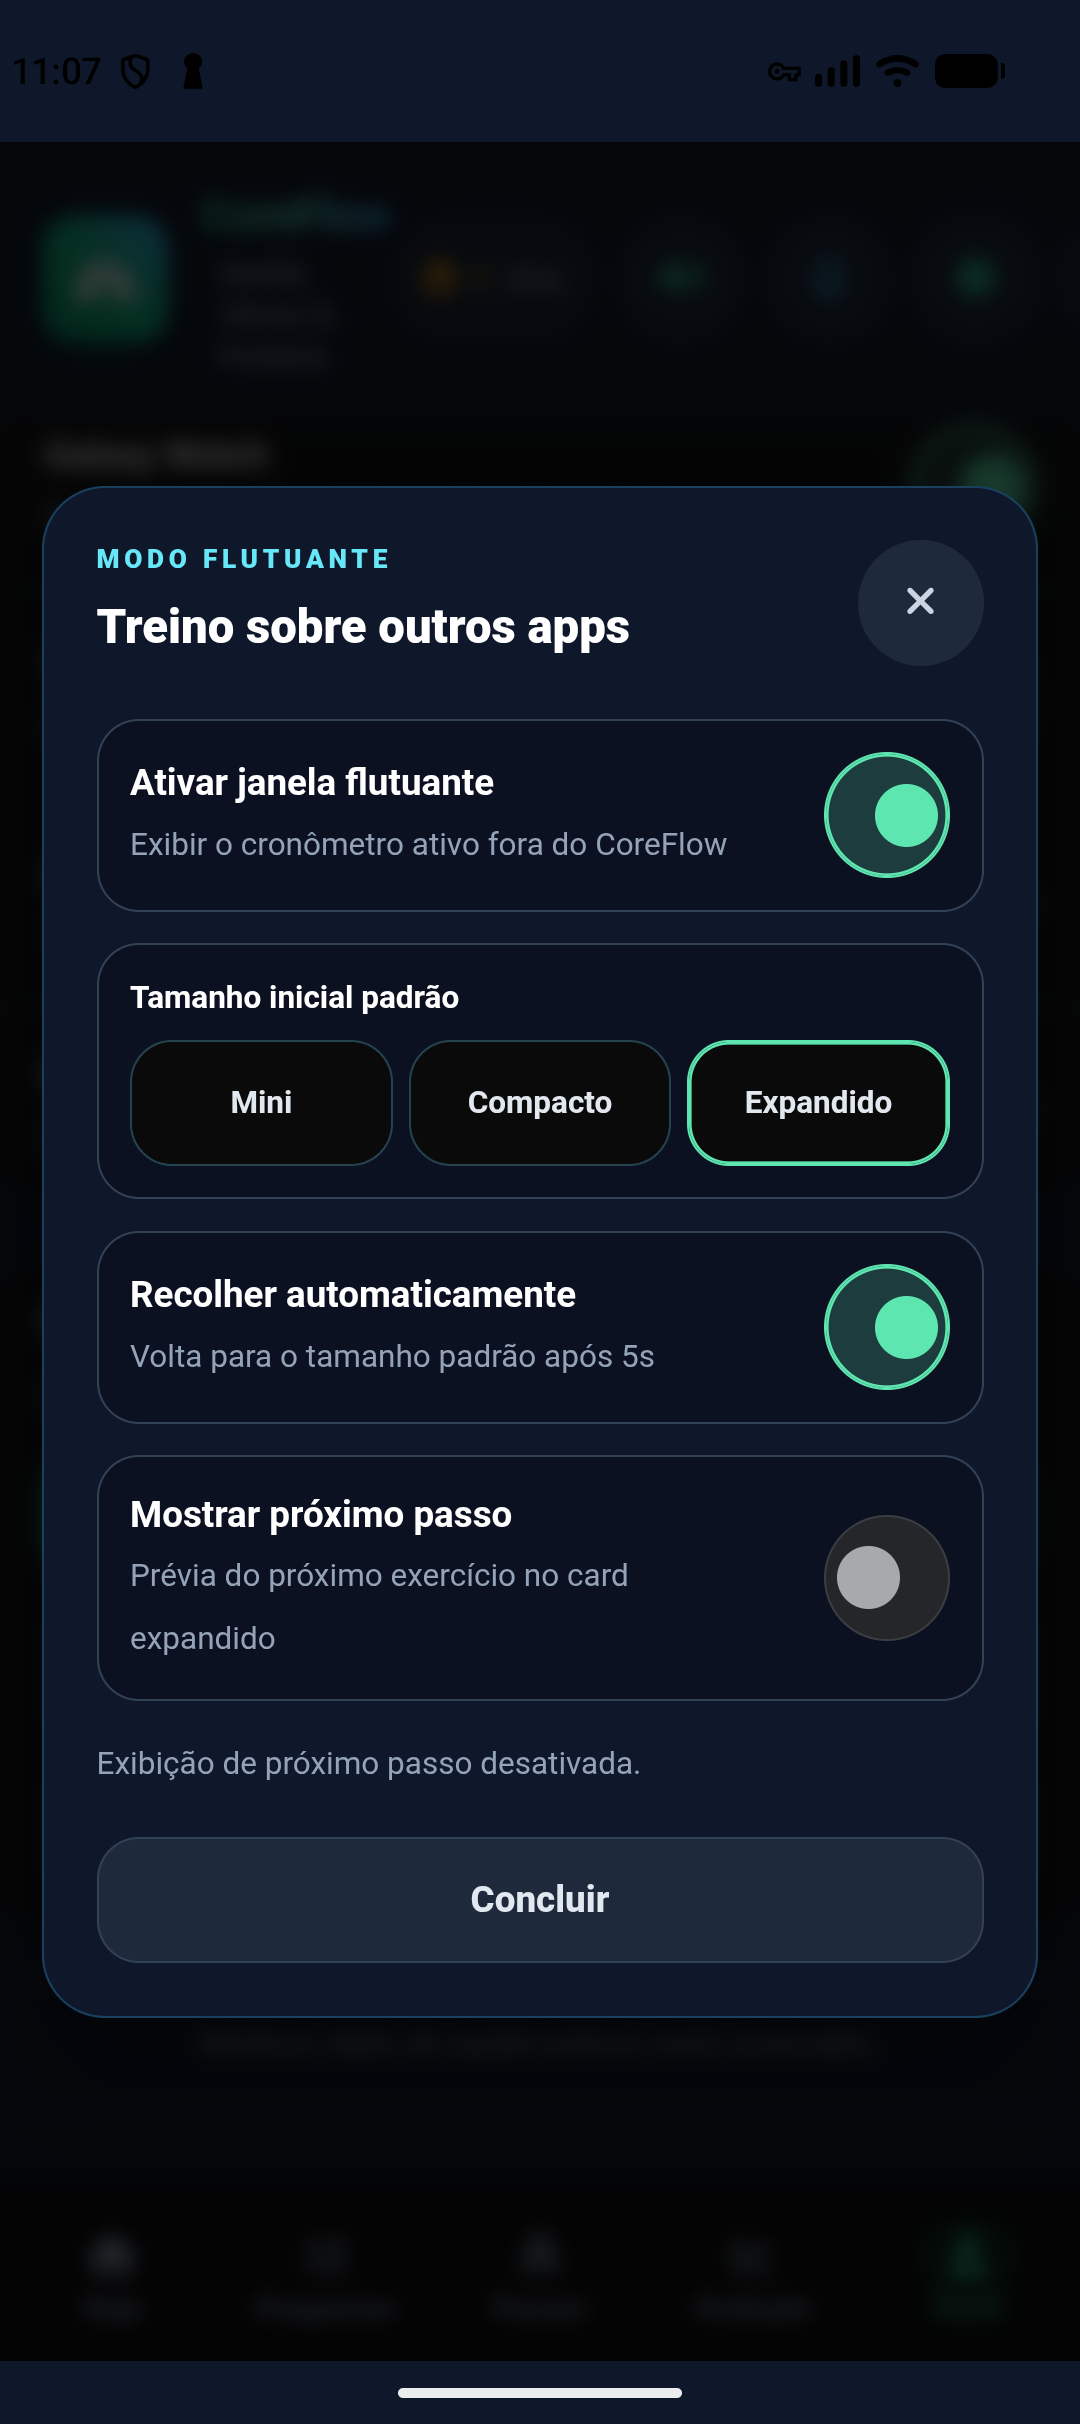 11:07
MODO FLUTUANTE
Treino sobre outros apps
Ativar janela flutuante
Exibir o cronômetro ativo fora do CoreFlow
Tamanho inicial padrão
Mini Compacto Expandido
Recolher automaticamente
Volta para o tamanho padrão após 5s
Mostrar próximo passo
Prévia do próximo exercício no card
expandido
Exibição de próximo passo desativada.
Concluir